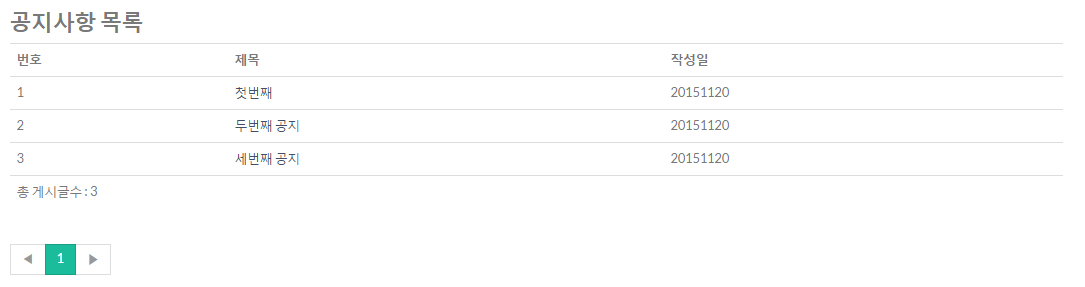 공지사항 목록
번호 제목 작성일
1 첫번째 20151120
2 두번째 공지 20151120
3 세번째 공지 20151120
총 게시글수 : 3
◀ 1 ▶